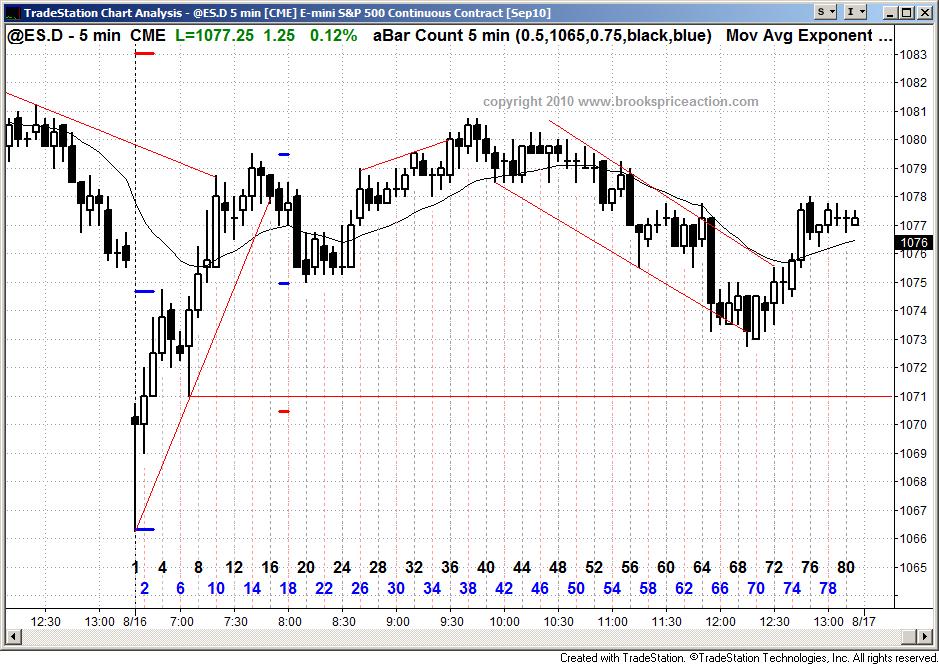 TradeStation Chart Analysis - @ES.D 5 min [CME] E-mini S&P 500 Continuous Contract [Sep10]
S
I
@ES.D - 5 min CME L=1077.25 1.25 0.12% aBar Count 5 min (0.5,1065,0.75,black,blue) Mov Avg Exponent ...
copyright 2010 www.brookspriceaction.com
1083
1082
1081
1080
1079
1078
1077
1076
1076
1075
1074
1073
1072
1071
1070
1069
1068
1067
1066
1065
1 4 8 12 16 20 24 28 32 36 40 44 48 52 56 60 64 68 72 76 80
2 6 10 14 18 22 26 30 34 38 42 46 50 54 58 62 66 70 74 78
12:30 13:00 8/16 7:00 7:30 8:00 8:30 9:00 9:30 10:00 10:30 11:00 11:30 12:00 12:30 13:00 8/17
Created with TradeStation. ©TradeStation Technologies, Inc. All rights reserved.